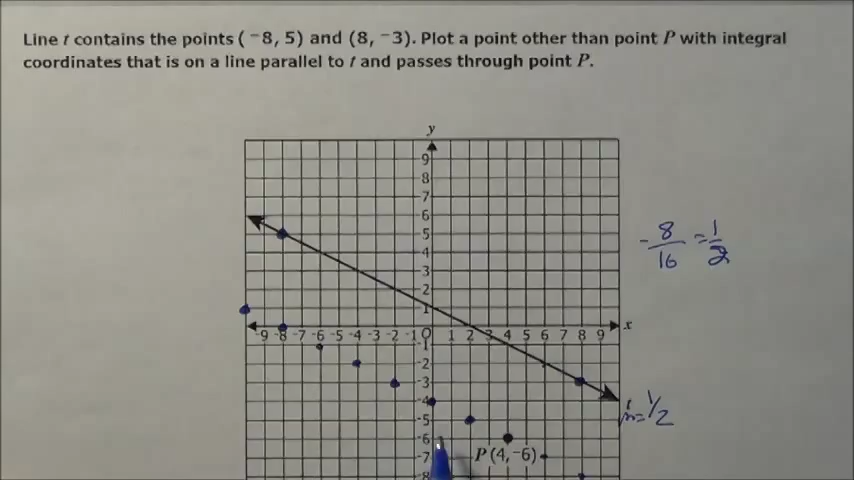 Line t contains the points (⁻8, 5) and (8, ⁻3). Plot a point other than point P with integral
coordinates that is on a line parallel to t and passes through point P.
y
9
8
7
6
5
4
3
2
1
-9 -8 -7 -6 -5 -4 -3 -2 -1 O 1 2 3 4 5 6 7 8 9 x
-1
-2
-3
-4
-5
-6
-7
-8
P (4, ⁻6)
- 8/16 = 1/2
m = 1/2